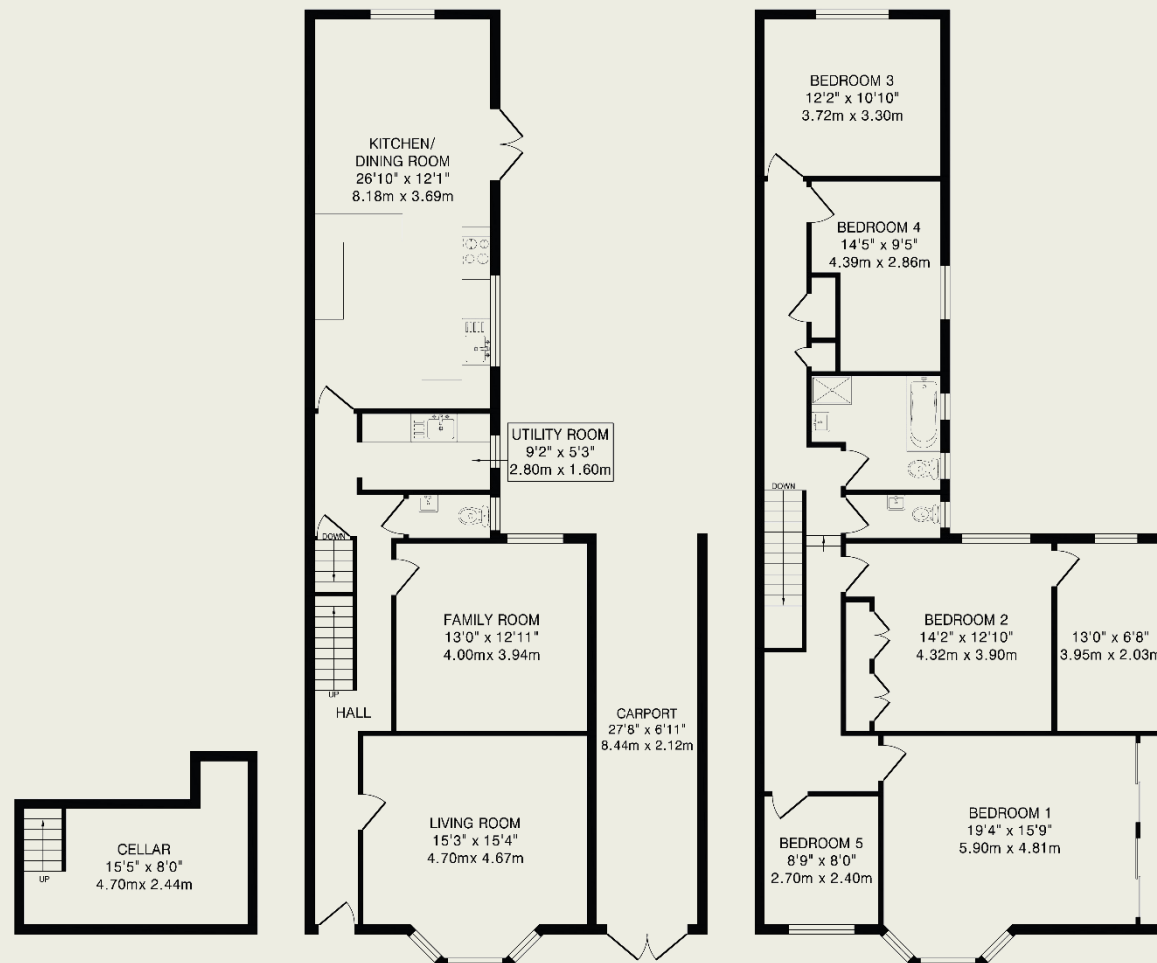 KITCHEN/
DINING ROOM
26'10" x 12'1"
8.18m x 3.69m
UTILITY ROOM
9'2" x 5'3"
2.80m x 1.60m
DOWN
UP
HALL
FAMILY ROOM
13'0" x 12'11"
4.00mx 3.94m
LIVING ROOM
15'3" x 15'4"
4.70mx 4.67m
CARPORT
27'8" x 6'11"
8.44m x 2.12m
CELLAR
15'5" x 8'0"
4.70mx 2.44m
UP
BEDROOM 3
12'2" x 10'10"
3.72m x 3.30m
BEDROOM 4
14'5" x 9'5"
4.39m x 2.86m
DOWN
BEDROOM 2
14'2" x 12'10"
4.32m x 3.90m
13'0" x 6'8"
3.95m x 2.03m
BEDROOM 1
19'4" x 15'9"
5.90m x 4.81m
BEDROOM 5
8'9" x 8'0"
2.70m x 2.40m